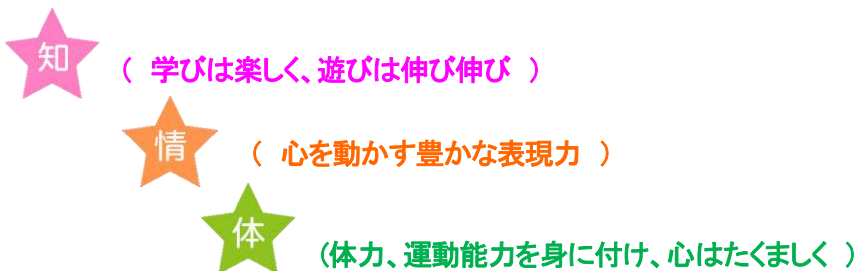 知 （ 学びは楽しく、遊びは伸び伸び ）
情 （ 心を動かす豊かな表現力 ）
体 （体力、運動能力を身に付け、心はたくましく ）